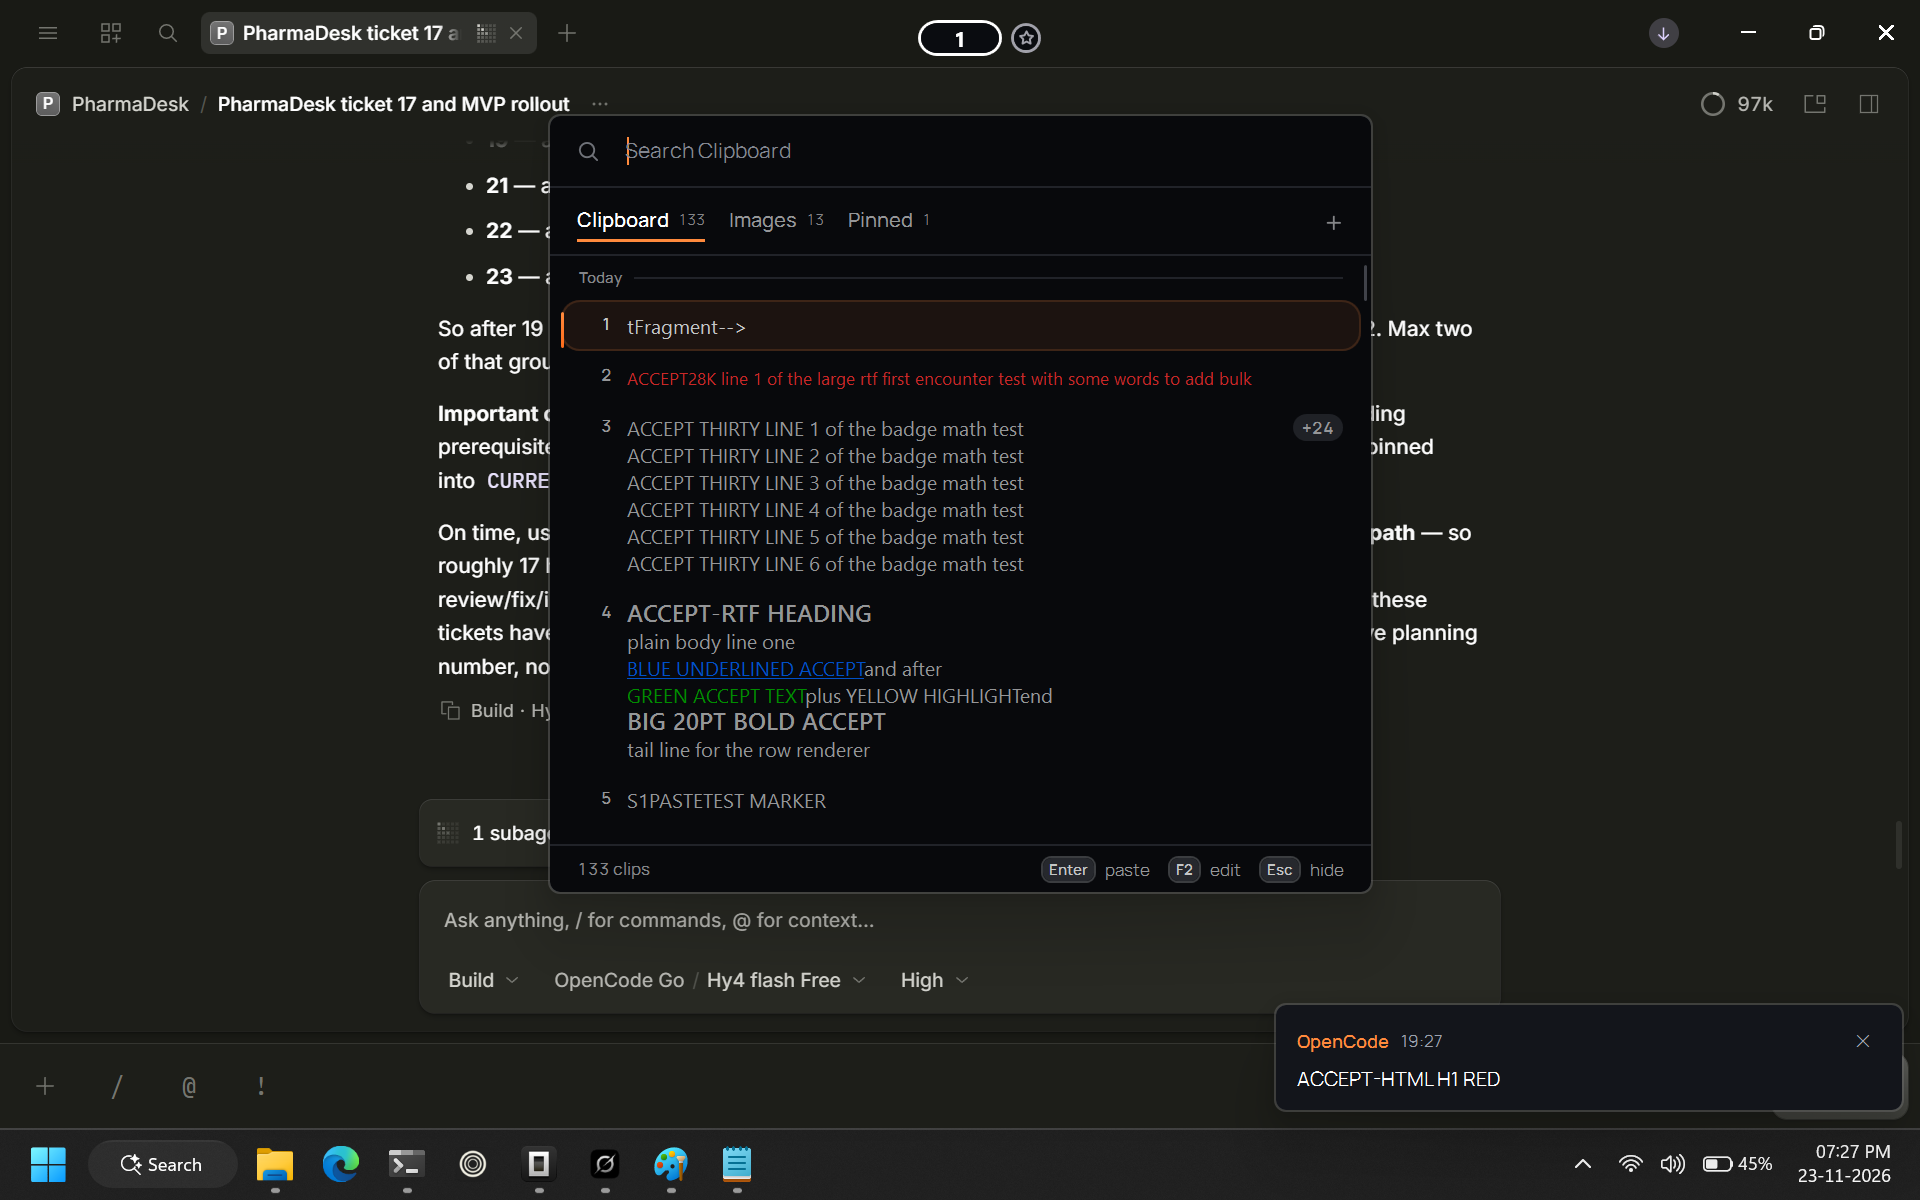 P PharmaDesk ticket 17 a
1
P PharmaDesk / PharmaDesk ticket 17 and MVP rollout ...
97k
21 — a
22 — a
23 — a
So after 19
2. Max two
of that grou
Important
ding
prerequisite
pinned
into CURRE
On time, us
path — so
roughly 17
review/fix/i
these
tickets have
ve planning
number, no
Build · Hy
1 subag
Search Clipboard
Clipboard 133 Images 13 Pinned 1
Today
1 tFragment-->
2 ACCEPT28K line 1 of the large rtf first encounter test with some words to add bulk
3 ACCEPT THIRTY LINE 1 of the badge math test +24
ACCEPT THIRTY LINE 2 of the badge math test
ACCEPT THIRTY LINE 3 of the badge math test
ACCEPT THIRTY LINE 4 of the badge math test
ACCEPT THIRTY LINE 5 of the badge math test
ACCEPT THIRTY LINE 6 of the badge math test
4 ACCEPT-RTF HEADING
plain body line one
BLUE UNDERLINED ACCEPTand after
GREEN ACCEPT TEXTplus YELLOW HIGHLIGHTend
BIG 20PT BOLD ACCEPT
tail line for the row renderer
5 S1PASTETEST MARKER
133 clips
Enter paste F2 edit Esc hide
Ask anything, / for commands, @ for context...
Build OpenCode Go / Hy4 flash Free High
OpenCode 19:27
ACCEPT-HTML H1 RED
+ / @ !
Search
45%
07:27 PM
23-11-2026